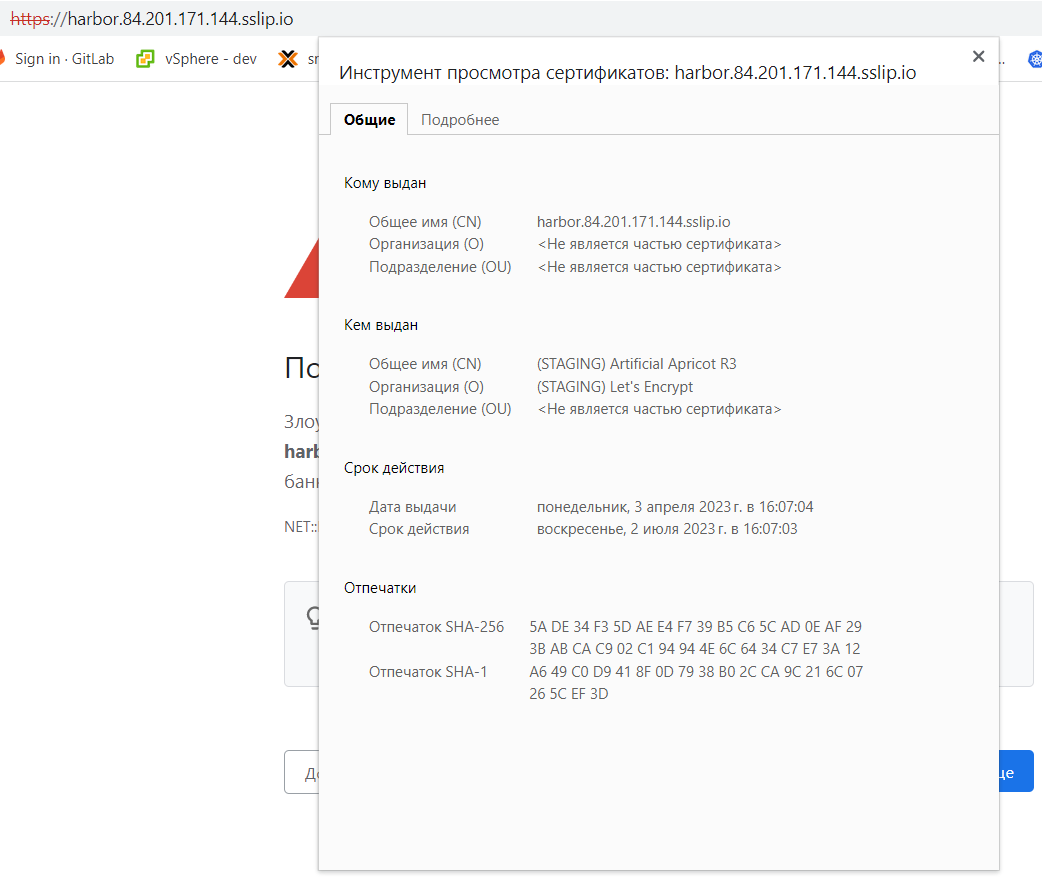 https://harbor.84.201.171.144.sslip.io
Sign in · GitLab
vSphere - dev
Инструмент просмотра сертификатов: harbor.84.201.171.144.sslip.io
Общие
Подробнее
Кому выдан
Общее имя (CN) harbor.84.201.171.144.sslip.io
Организация (O) <Не является частью сертификата>
Подразделение (OU) <Не является частью сертификата>
Кем выдан
Общее имя (CN) (STAGING) Artificial Apricot R3
Организация (O) (STAGING) Let's Encrypt
Подразделение (OU) <Не является частью сертификата>
Срок действия
Дата выдачи понедельник, 3 апреля 2023 г. в 16:07:04
Срок действия воскресенье, 2 июля 2023 г. в 16:07:03
NET::
Отпечатки
Отпечаток SHA-256 5A DE 34 F3 5D AE E4 F7 39 B5 C6 5C AD 0E AF 29
3B AB CA C9 02 C1 94 94 4E 6C 64 34 C7 E7 3A 12
Отпечаток SHA-1 A6 49 C0 D9 41 8F 0D 79 38 B0 2C CA 9C 21 6C 07
26 5C EF 3D